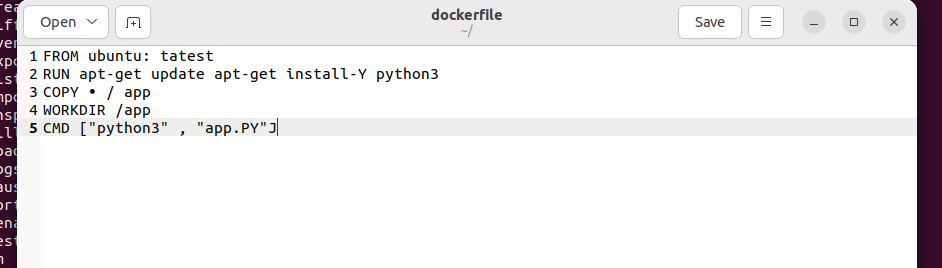 Open
dockerfile
~/
Save
1 FROM ubuntu: tatest
2 RUN apt-get update apt-get install-Y python3
3 COPY • / app
4 WORKDIR /app
5 CMD ["python3" , "app.PY"J